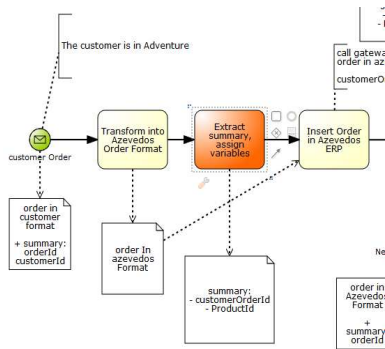 The customer is in Adventure
call gatewa
order in az
customerO
customer Order
Transform into
Azevedos
Order Format
Extract
summary,
assign
variables
Insert Order
in Azevedos
ERP
order in
customer
format
+ summary:
orderId
customerId
order In
azevedos
Format
summary:
- customerOrderId
- ProductId
Ne
order in
Azevedos
Format
+
summary
orderId